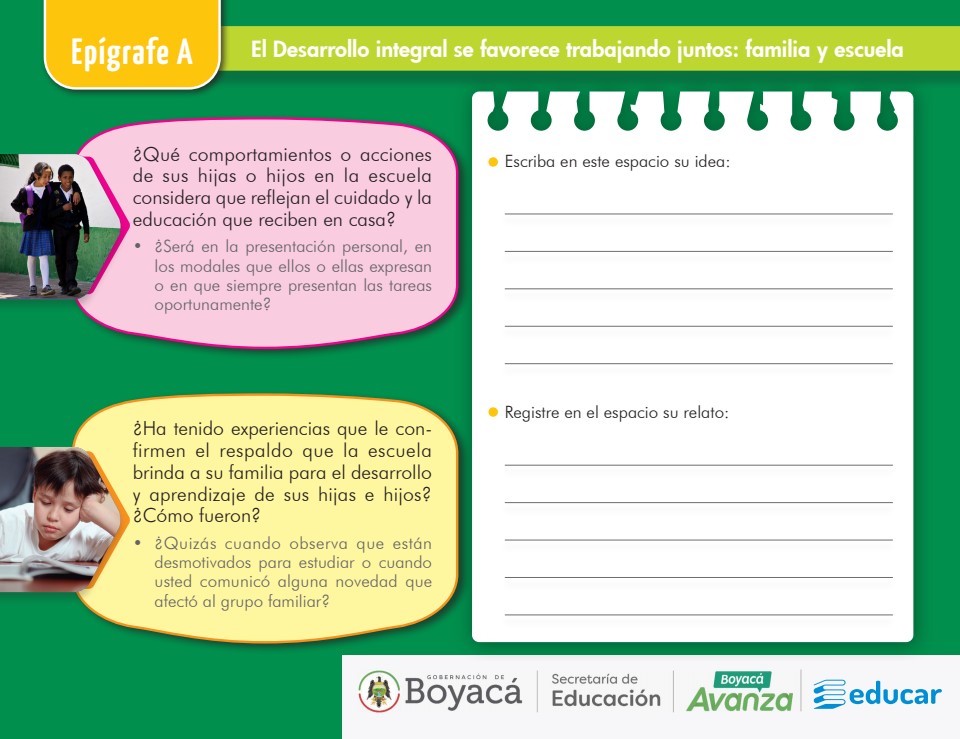 Epígrafe A
El Desarrollo integral se favorece trabajando juntos: familia y escuela
¿Qué comportamientos o acciones
de sus hijas o hijos en la escuela
considera que reflejan el cuidado y la
educación que reciben en casa?
• ¿Será en la presentación personal, en
los modales que ellos o ellas expresan
o en que siempre presentan las tareas
oportunamente?
¿Ha tenido experiencias que le con-
firmen el respaldo que la escuela
brinda a su familia para el desarrollo
y aprendizaje de sus hijas e hijos?
¿Cómo fueron?
• ¿Quizás cuando observa que están
desmotivados para estudiar o cuando
usted comunicó alguna novedad que
afectó al grupo familiar?
Escriba en este espacio su idea:
Registre en el espacio su relato:
GOBERNACIÓN DE
Boyacá
Secretaría de
Educación
Boyacá
Avanza
educar